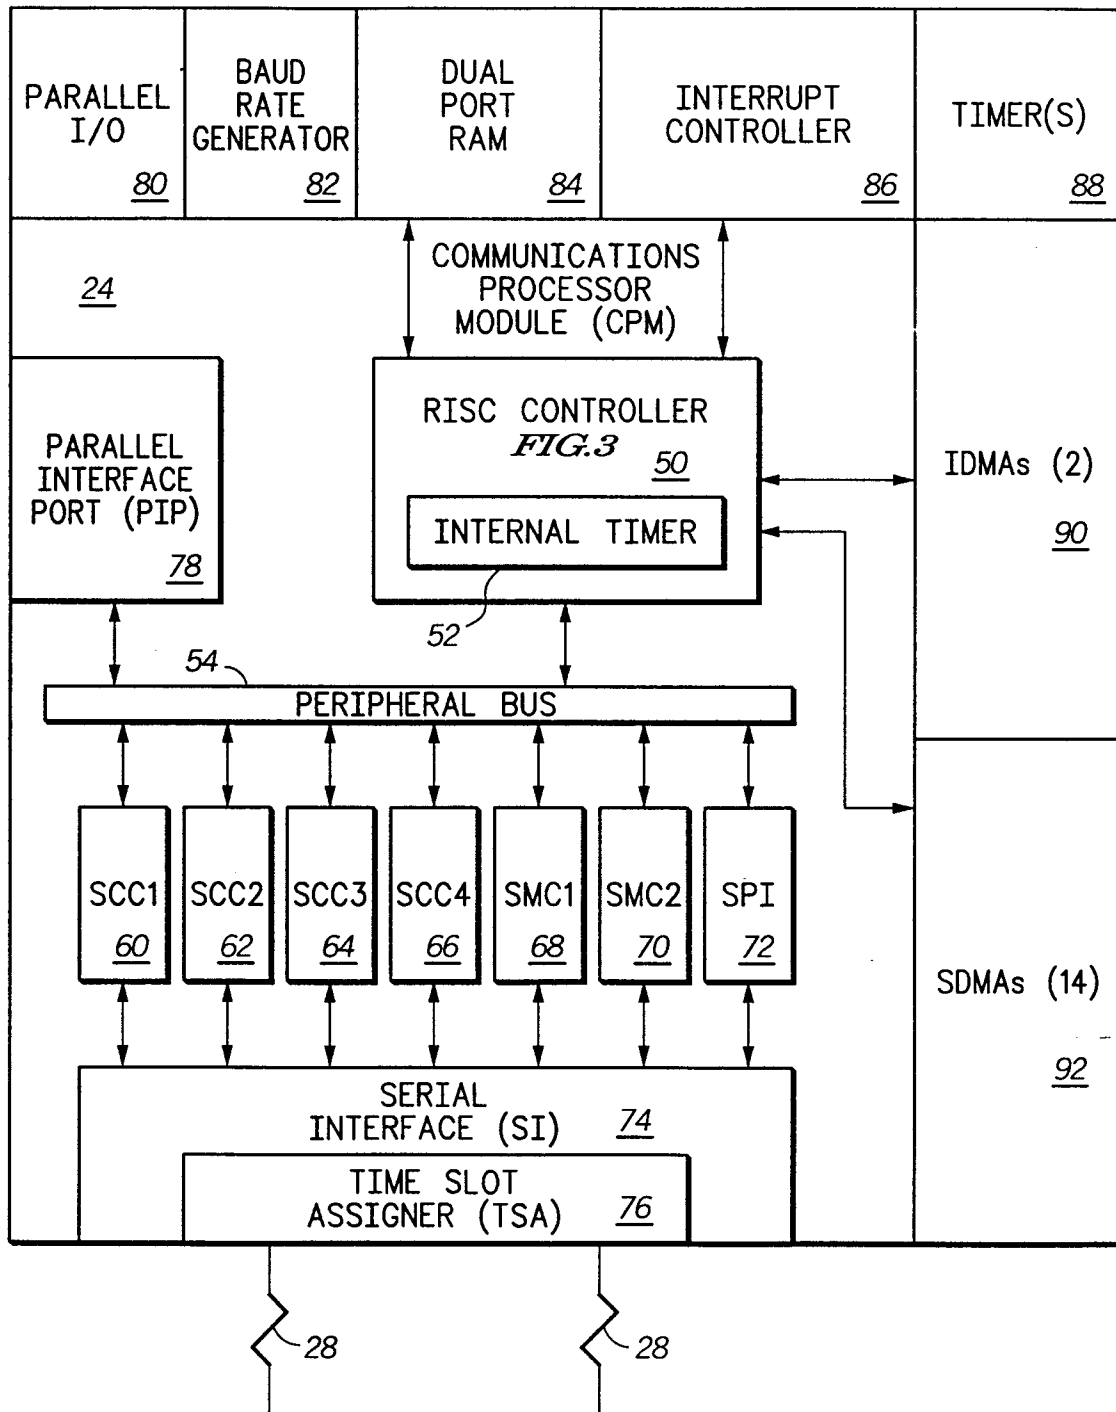 PARALLEL
I/O
80
BAUD
RATE
GENERATOR
82
DUAL
PORT
RAM
84
INTERRUPT
CONTROLLER
86
TIMER(S)
88
24
COMMUNICATIONS
PROCESSOR
MODULE (CPM)
PARALLEL
INTERFACE
PORT (PIP)
78
RISC CONTROLLER
FIG.3
50
INTERNAL TIMER
52
IDMAs (2)
90
54
PERIPHERAL BUS
SCC1
60
SCC2
62
SCC3
64
SCC4
66
SMC1
68
SMC2
70
SPI
72
SDMAs (14)
92
SERIAL
INTERFACE (SI)
74
TIME SLOT
ASSIGNER (TSA)
76
28
28